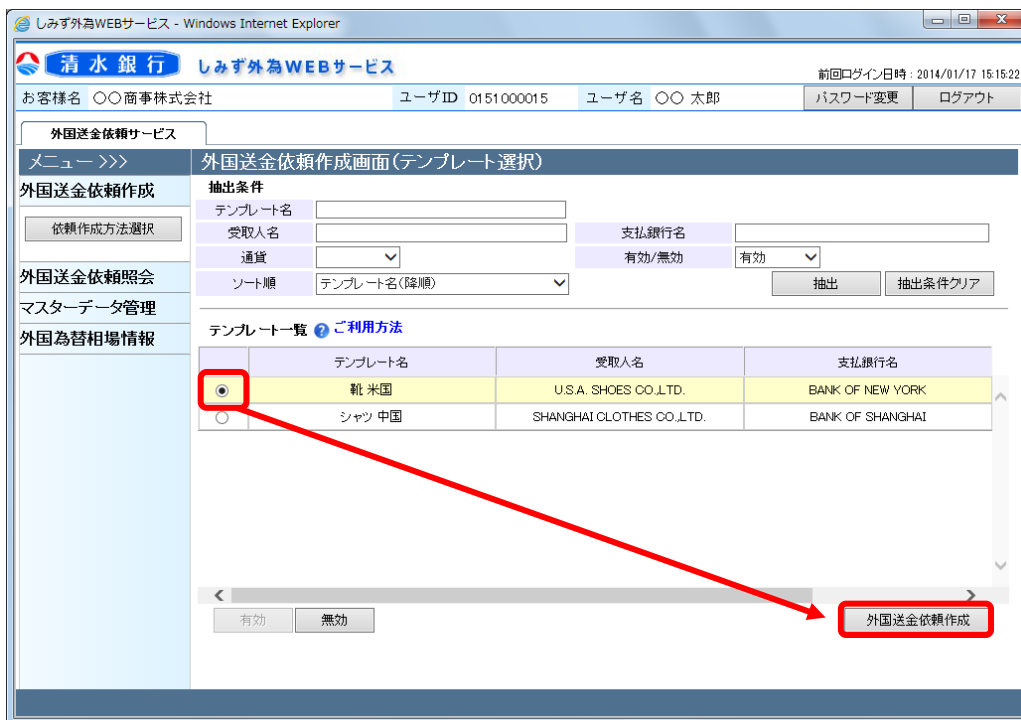 しみず外為WEBサービス - Windows Internet Explorer
清水銀行 しみず外為WEBサービス
前回ログイン日時：2014/01/17 15:15:22
お客様名 〇〇商事株式会社 ユーザID 0151000015 ユーザ名 〇〇 太郎 パスワード変更 ログアウト
外国送金依頼サービス
メニュー >>> 外国送金依頼作成画面(テンプレート選択)
外国送金依頼作成
依頼作成方法選択
外国送金依頼照会
マスターデータ管理
外国為替相場情報
抽出条件
テンプレート名
受取人名 支払銀行名
通貨 有効/無効 有効
ソート順 テンプレート名(降順) 抽出 抽出条件クリア
テンプレート一覧 ? ご利用方法
テンプレート名 受取人名 支払銀行名
靴 米国 U.S.A. SHOES CO.,LTD. BANK OF NEW YORK
シャツ 中国 SHANGHAI CLOTHES CO.,LTD. BANK OF SHANGHAI
有効 無効 外国送金依頼作成